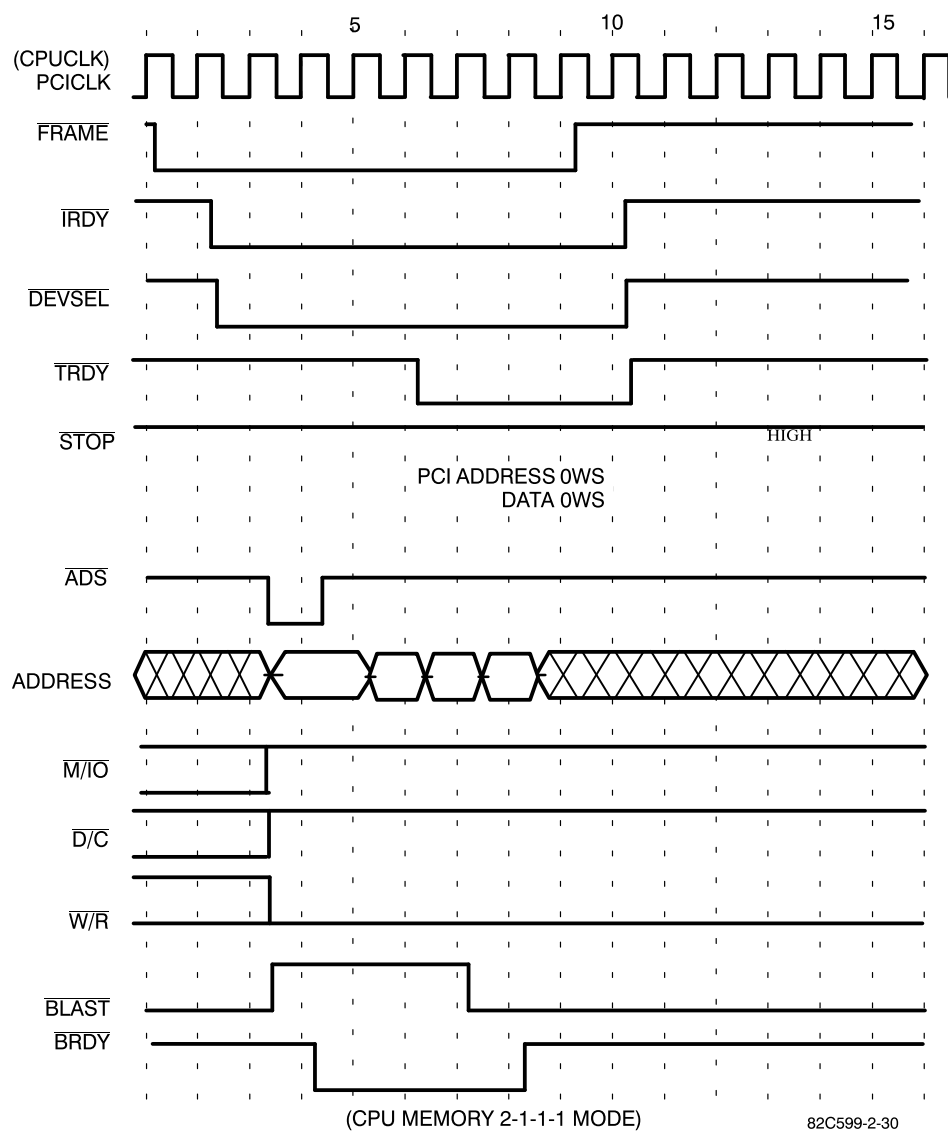 5 10 15
(CPUCLK)
PCICLK
FRAME
IRDY
DEVSEL
TRDY
STOP
HIGH
PCI ADDRESS 0WS
DATA 0WS
ADS
ADDRESS
M/IO
D/C
W/R
BLAST
BRDY
(CPU MEMORY 2-1-1-1 MODE)
82C599-2-30